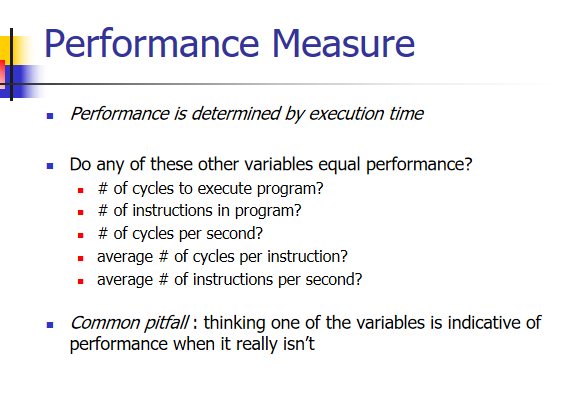 Performance Measure
Performance is determined by execution time
Do any of these other variables equal performance?
# of cycles to execute program?
# of instructions in program?
# of cycles per second?
average # of cycles per instruction?
average # of instructions per second?
Common pitfall : thinking one of the variables is indicative of
performance when it really isn't